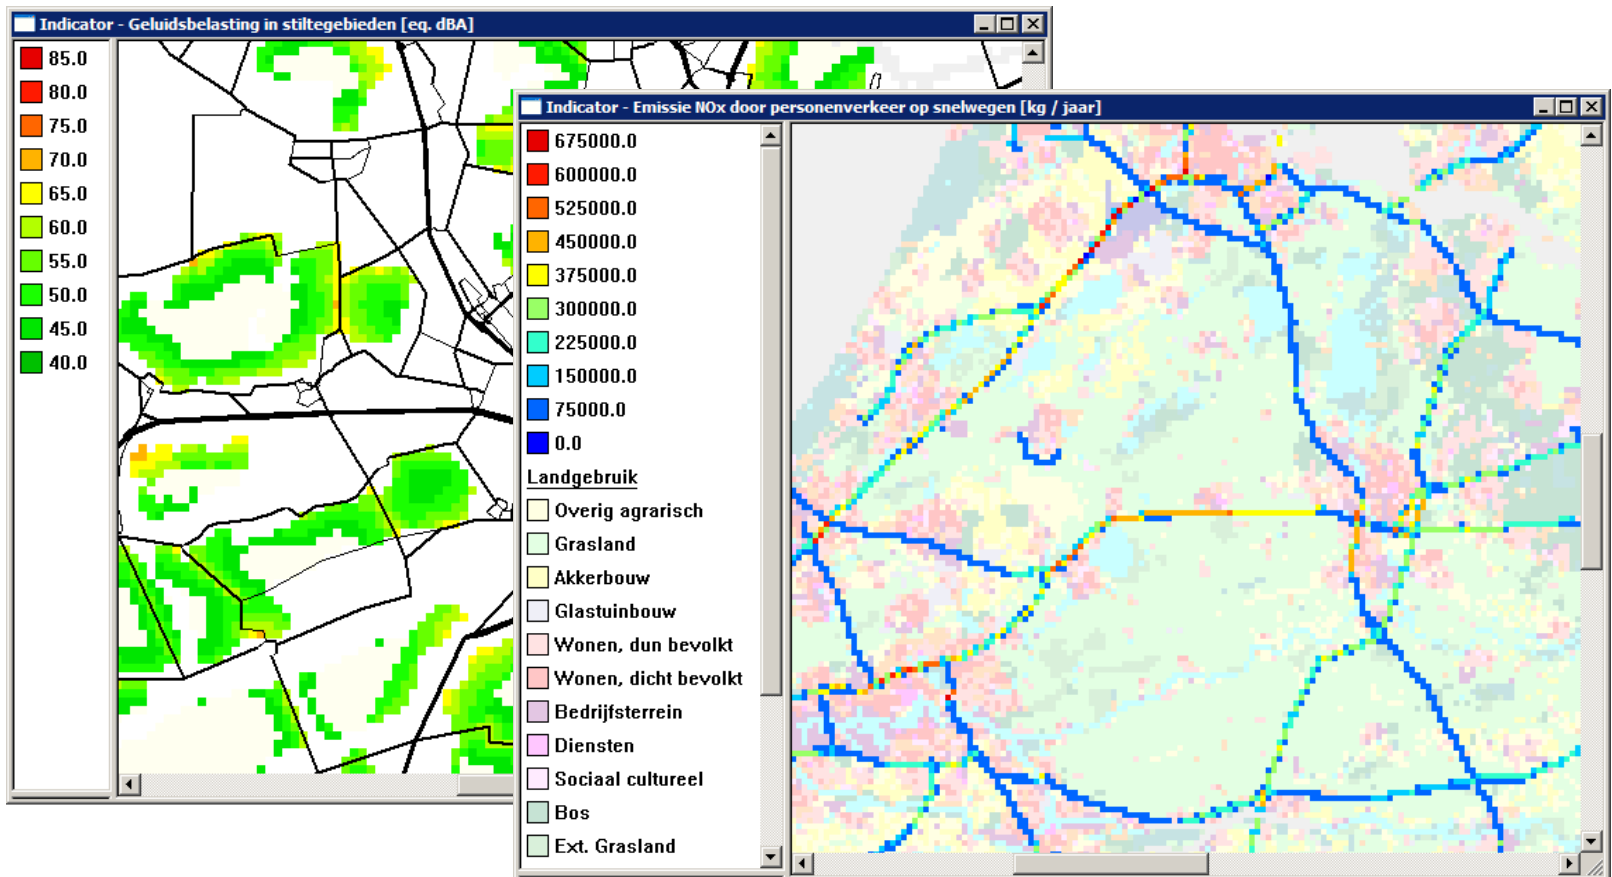 Indicator - Geluidsbelasting in stiltegebieden [eq. dBA]
85.0
80.0
75.0
70.0
65.0
60.0
55.0
50.0
45.0
40.0
Indicator - Emissie NOx door personenverkeer op snelwegen [kg / jaar]
675000.0
600000.0
525000.0
450000.0
375000.0
300000.0
225000.0
150000.0
75000.0
0.0
Landgebruik
Overig agrarisch
Grasland
Akkerbouw
Glastuinbouw
Wonen, dun bevolkt
Wonen, dicht bevolkt
Bedrijfsterrein
Diensten
Sociaal cultureel
Bos
Ext. Grasland